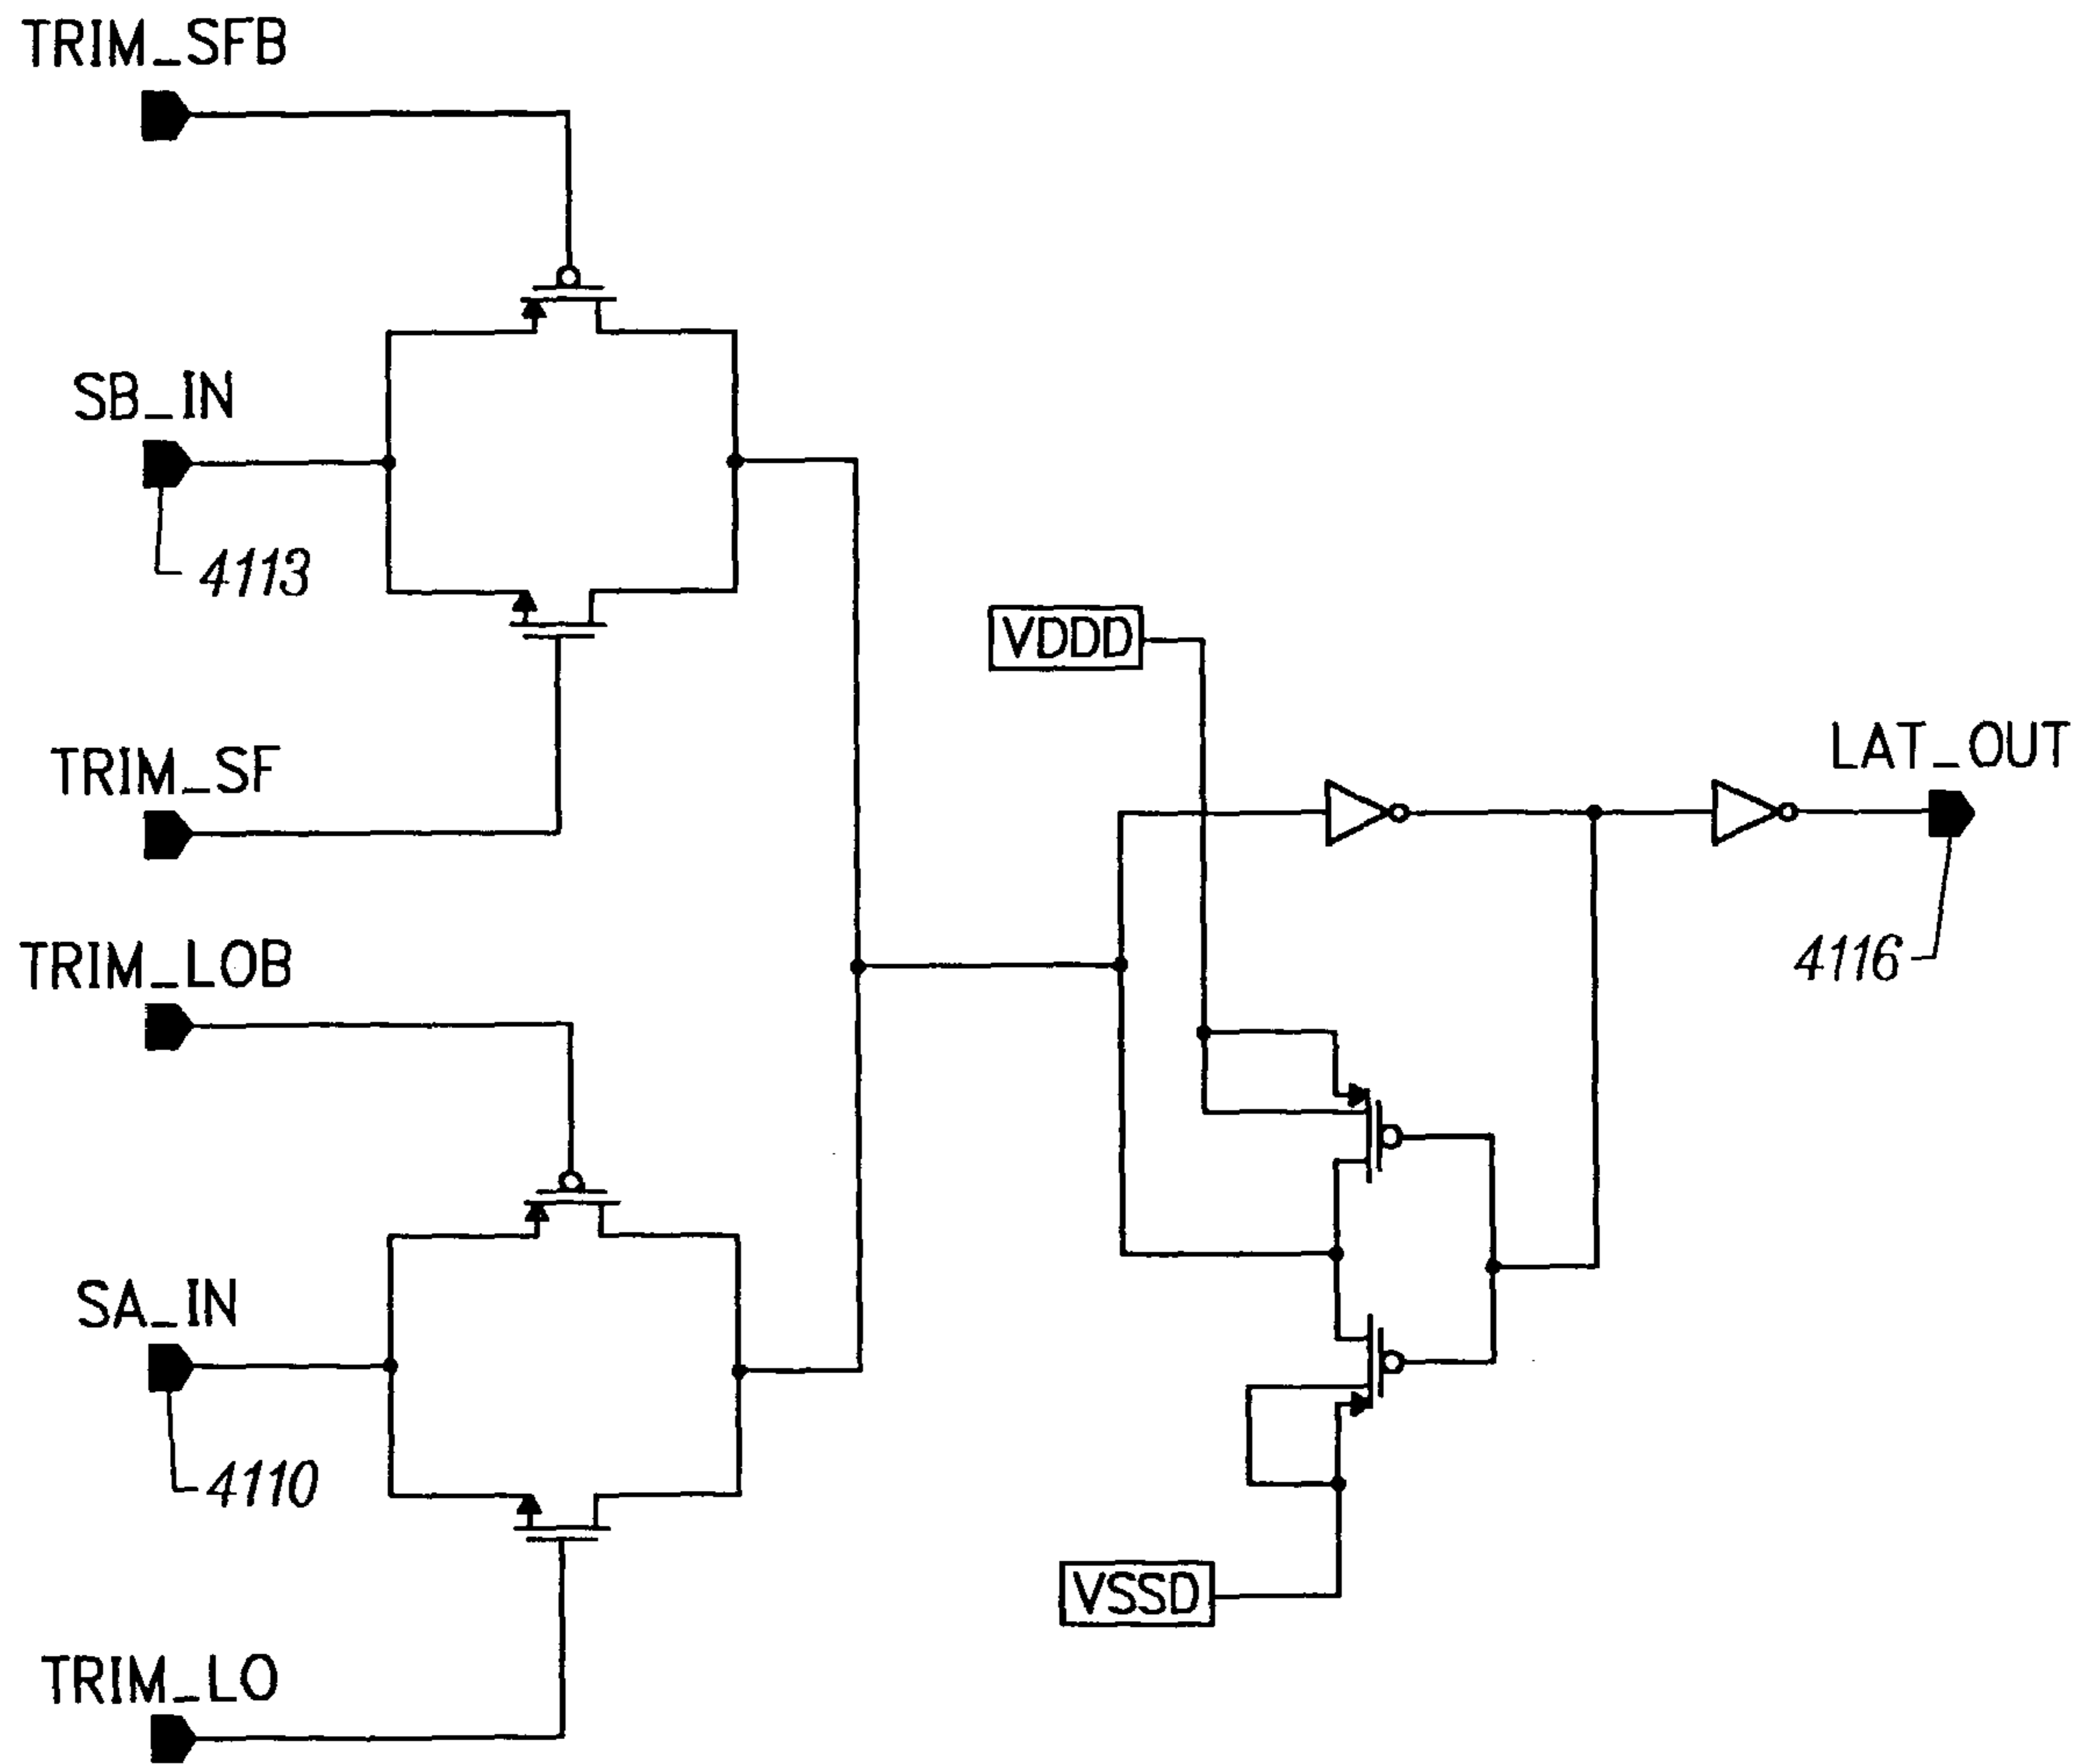 TRIM_SFB
SB_IN
4113
TRIM_SF
VDDD
LAT_OUT
4116
TRIM_LOB
SA_IN
4110
VSSD
TRIM_LO